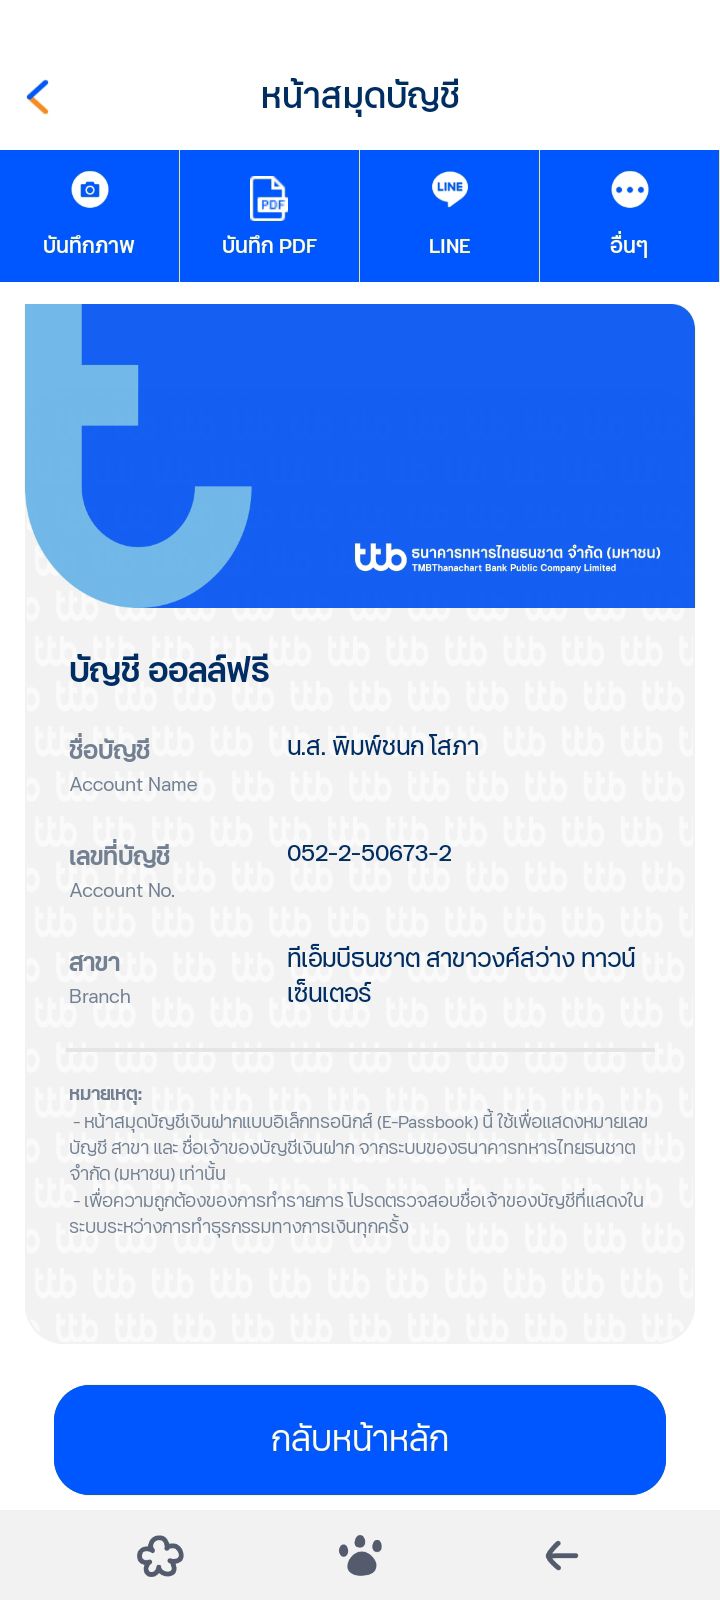 หน้าสมุดบัญชี
บันทึกภาพ
PDF
บันทึก PDF
LINE
LINE
อื่นๆ
ttb ธนาคารทหารไทยธนชาต จำกัด (มหาชน)
TMBThanachart Bank Public Company Limited
บัญชี ออลล์ฟรี
ชื่อบัญชี น.ส. พิมพ์ชนก โสภา
Account Name
เลขที่บัญชี 052-2-50673-2
Account No.
สาขา ทีเอ็มบีธนชาต สาขาวงศ์สว่าง ทาวน์
Branch เซ็นเตอร์
หมายเหตุ:
- หน้าสมุดบัญชีเงินฝากแบบอิเล็กทรอนิกส์ (E-Passbook) นี้ ใช้เพื่อแสดงหมายเลข
บัญชี สาขา และ ชื่อเจ้าของบัญชีเงินฝาก จากระบบของธนาคารทหารไทยธนชาต
จำกัด (มหาชน) เท่านั้น
- เพื่อความถูกต้องของการทำรายการ โปรดตรวจสอบชื่อเจ้าของบัญชีที่แสดงใน
ระบบระหว่างการทำธุรกรรมทางการเงินทุกครั้ง
กลับหน้าหลัก